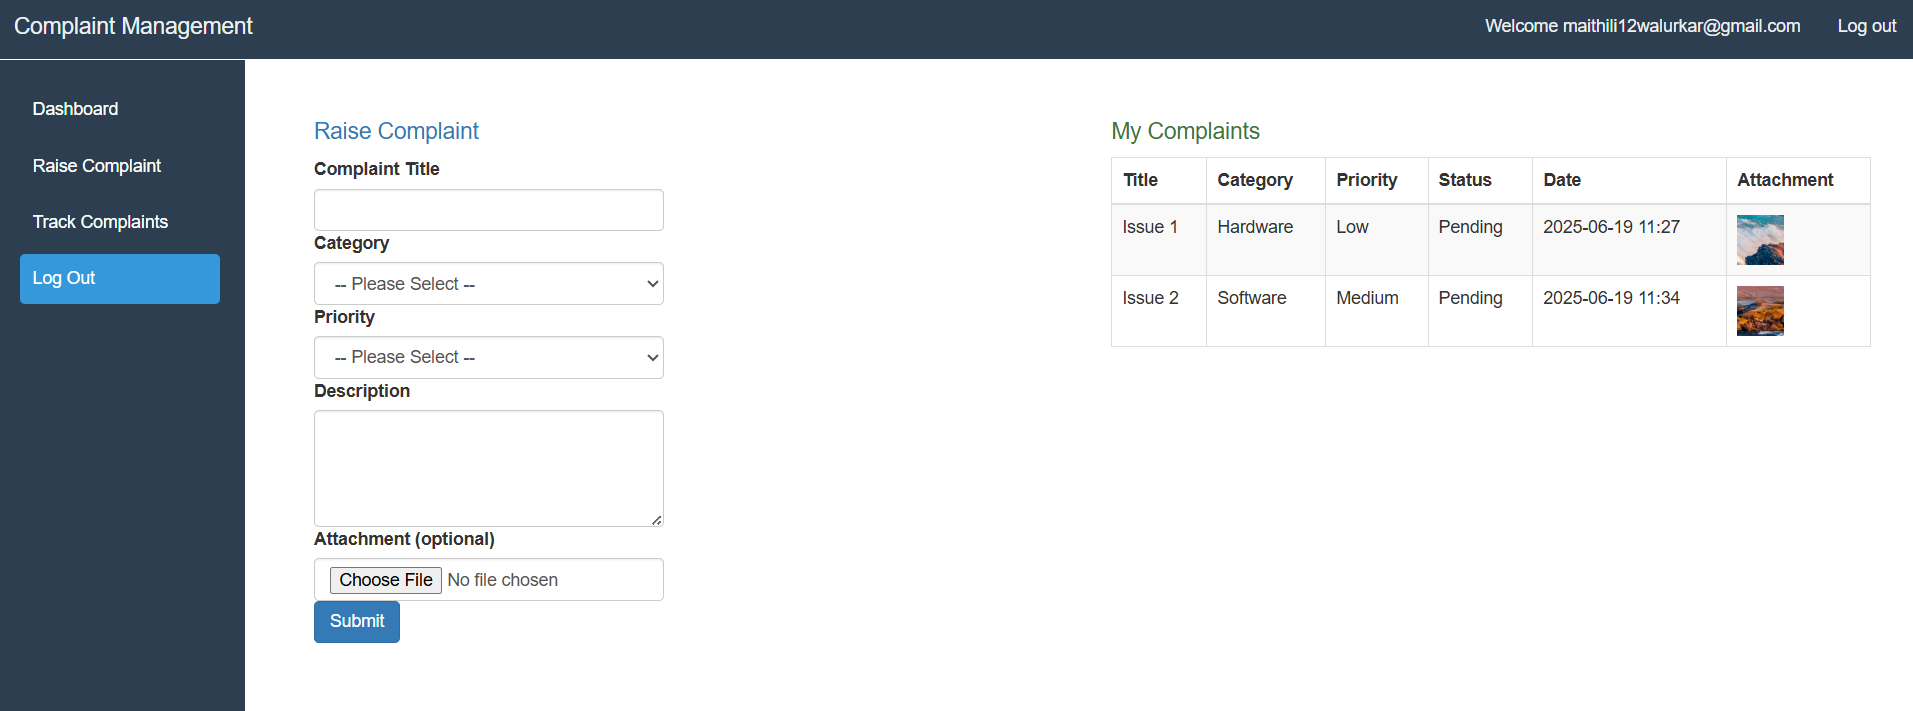 Complaint Management
Welcome maithili12walurkar@gmail.com
Log out
Dashboard
Raise Complaint
Track Complaints
Log Out
Raise Complaint
Complaint Title
Category
-- Please Select --
Priority
-- Please Select --
Description
Attachment (optional)
Choose File No file chosen
Submit
My Complaints
Title Category Priority Status Date Attachment
Issue 1 Hardware Low Pending 2025-06-19 11:27
Issue 2 Software Medium Pending 2025-06-19 11:34